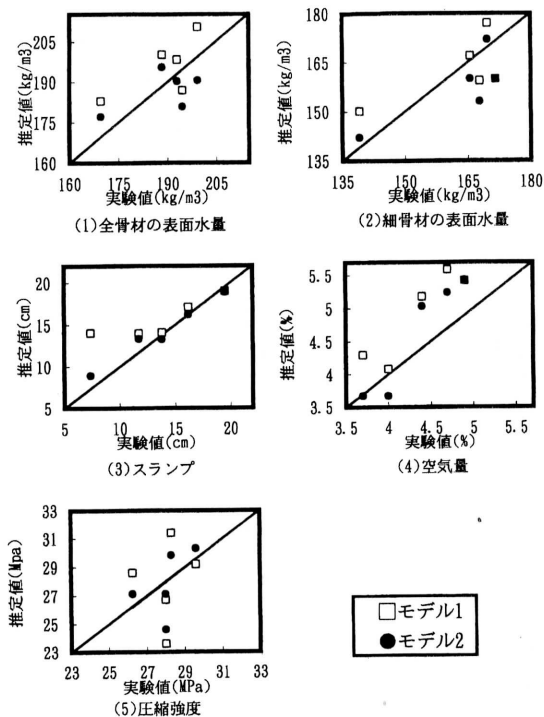 205
190
175
160
推定値(kg/m3)
160 175 190 205
実験値(kg/m3)
(1)全骨材の表面水量
180
165
150
135
推定値(kg/m3)
135 150 165 180
実験値(kg/m3)
(2)細骨材の表面水量
20
15
10
5
推定値(cm)
5 10 15 20
実験値(cm)
(3)スランプ
5.5
5
4.5
4
3.5
推定値(%)
3.5 4 4.5 5 5.5
実験値(%)
(4)空気量
33
31
29
27
25
23
推定値(Mpa)
23 25 27 29 31 33
実験値(MPa)
(5)圧縮強度
モデル1
モデル2